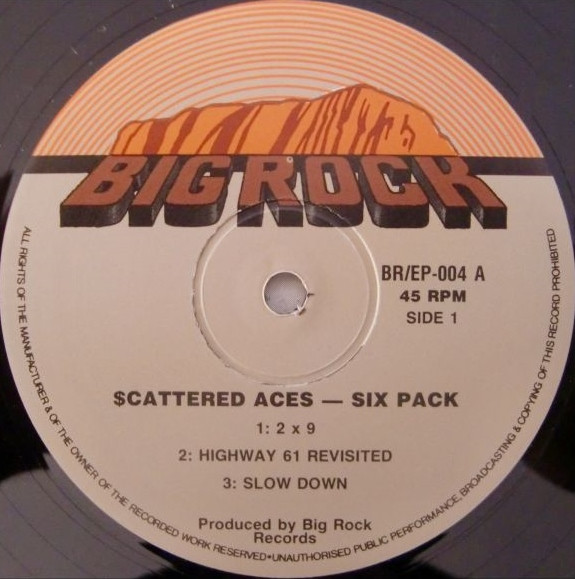 BIG ROCK
BR/EP-004 A
45 RPM
SIDE 1
$CATTERED ACES — SIX PACK
1: 2 x 9
2: HIGHWAY 61 REVISITED
3: SLOW DOWN
Produced by Big Rock
Records
ALL RIGHTS OF THE MANUFACTURER & OF THE OWNER OF THE RECORDED WORK RESERVED•UNAUTHORISED PUBLIC PERFORMANCE, BROADCASTING & COPYING OF THIS RECORD PROHIBITED